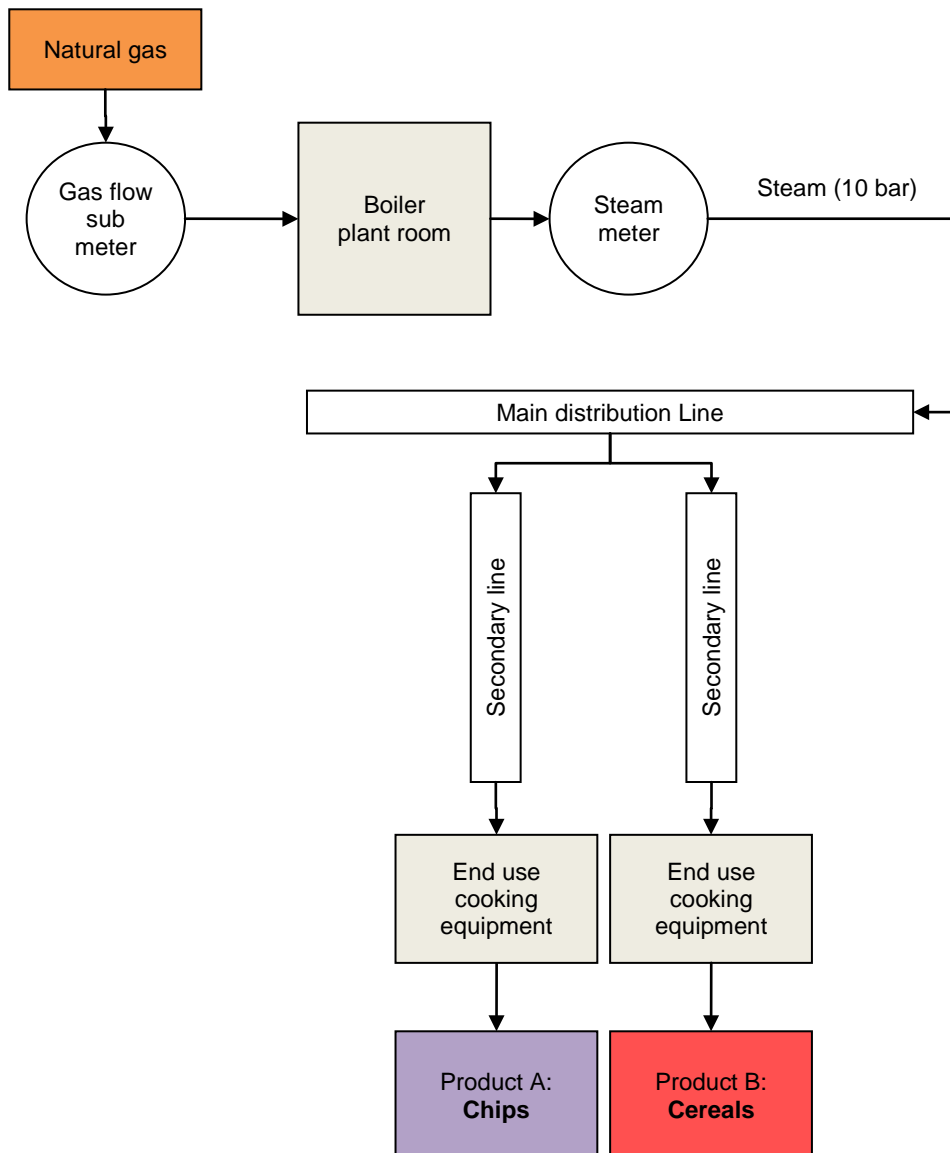 Natural gas
Gas flow
sub
meter
Boiler
plant room
Steam
meter
Steam (10 bar)
Main distribution Line
Secondary line
Secondary line
End use
cooking
equipment
End use
cooking
equipment
Product A:
Chips
Product B:
Cereals